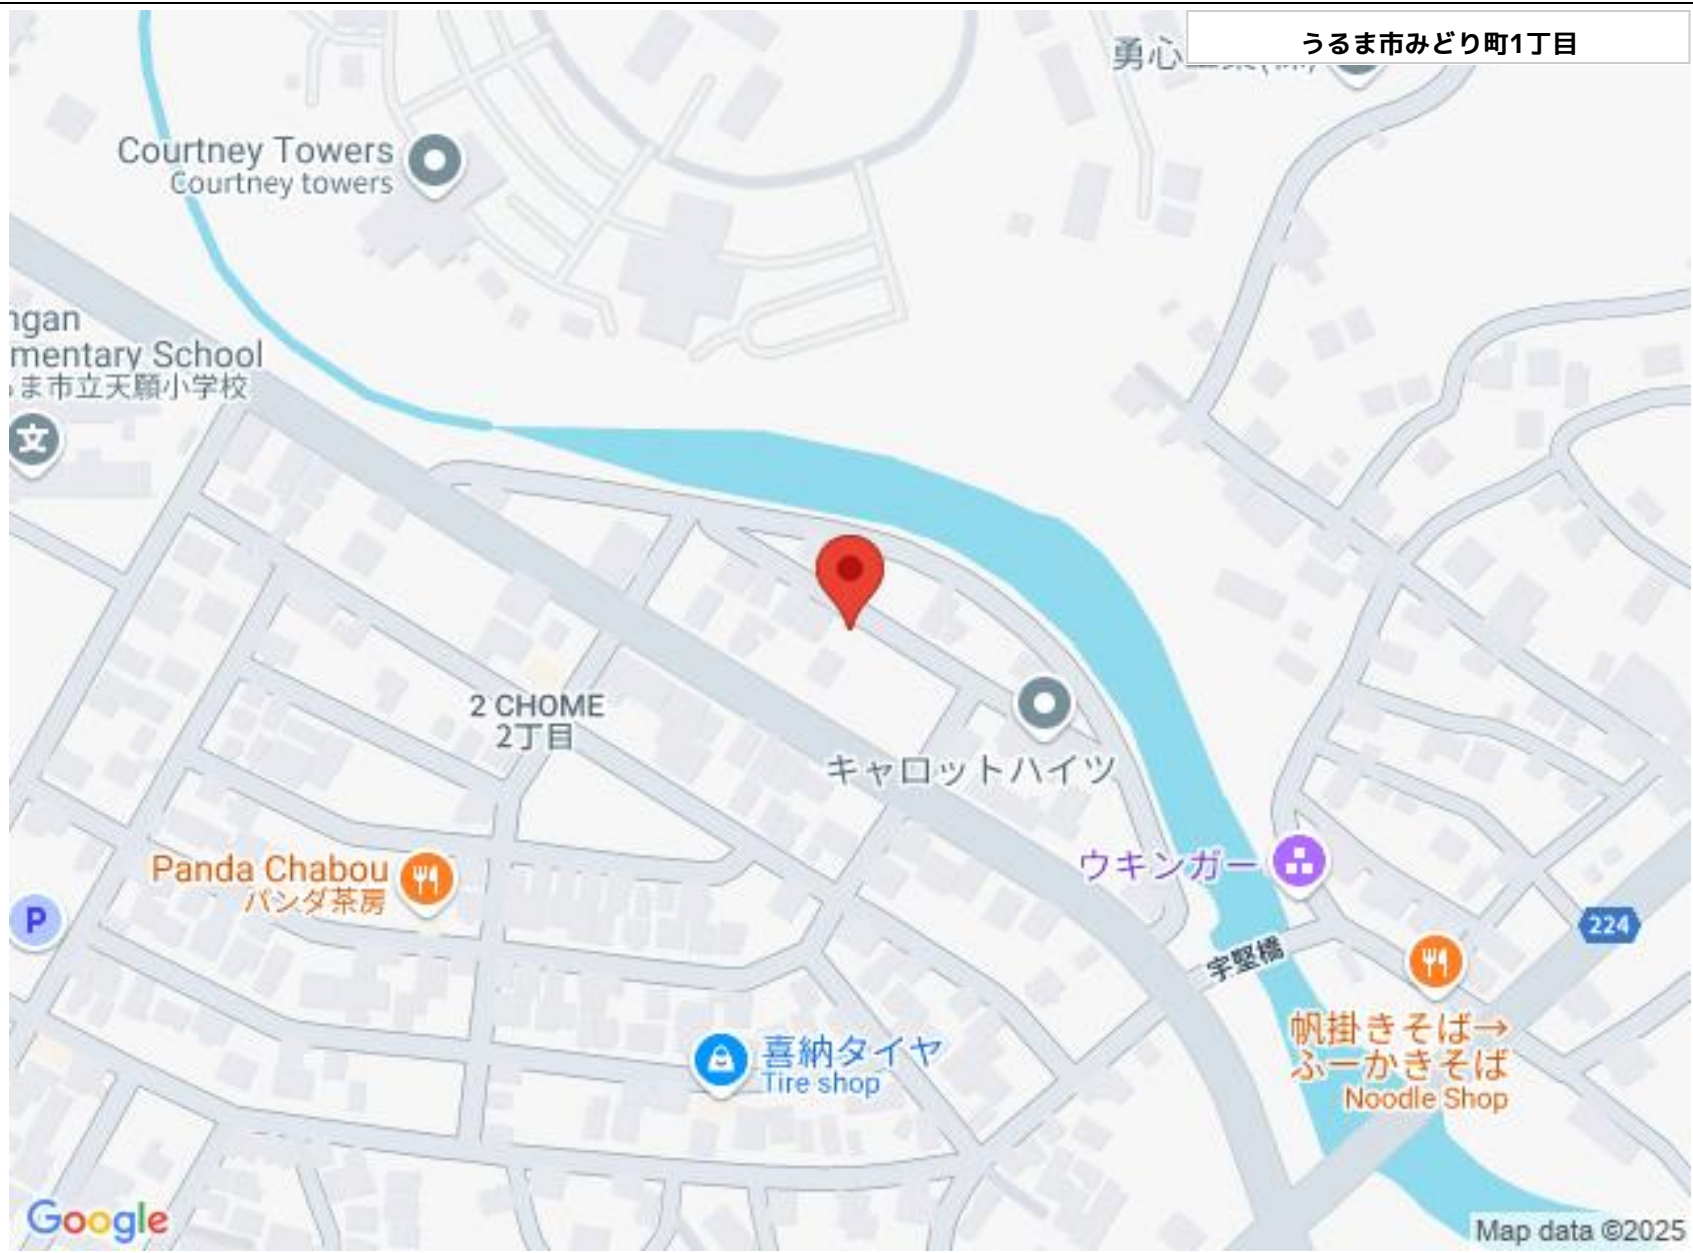 うるま市みどり町1丁目
勇心
Courtney Towers
Courtney towers
ngan
mentary School
ま市立天願小学校
文
2 CHOME
2丁目
キャロットハイツ
Panda Chabou
パンダ茶房
P
ウキンガー
224
宇堅橋
喜納タイヤ
Tire shop
帆掛きそば→
ふーかきそば
Noodle Shop
Google
Map data ©2025